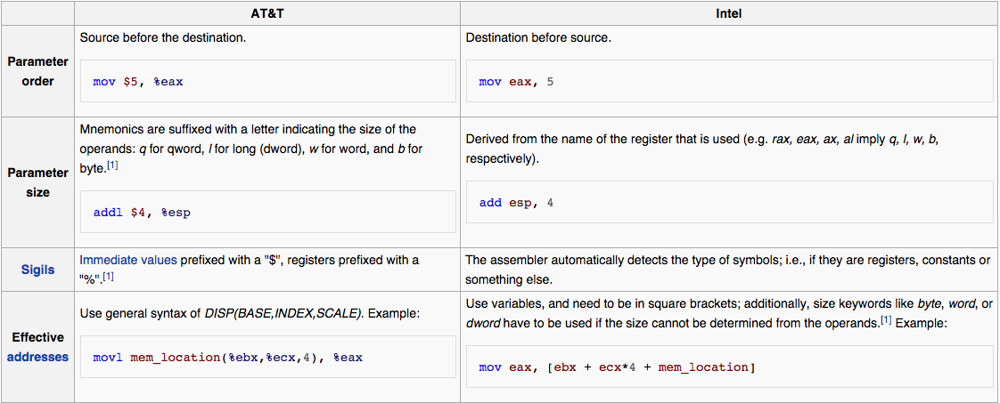 AT&T
Intel
Parameter
order
Source before the destination.
mov $5, %eax
Destination before source.
mov eax, 5
Parameter
size
Mnemonics are suffixed with a letter indicating the size of the
operands: q for qword, l for long (dword), w for word, and b for
byte.[1]
addl $4, %esp
Derived from the name of the register that is used (e.g. rax, eax, ax, al imply q, l, w, b,
respectively).
add esp, 4
Sigils
Immediate values prefixed with a "$", registers prefixed with a
"%".[1]
The assembler automatically detects the type of symbols; i.e., if they are registers, constants or
something else.
Effective
addresses
Use general syntax of DISP(BASE,INDEX,SCALE). Example:
movl mem_location(%ebx,%ecx,4), %eax
Use variables, and need to be in square brackets; additionally, size keywords like byte, word, or
dword have to be used if the size cannot be determined from the operands.[1] Example:
mov eax, [ebx + ecx*4 + mem_location]